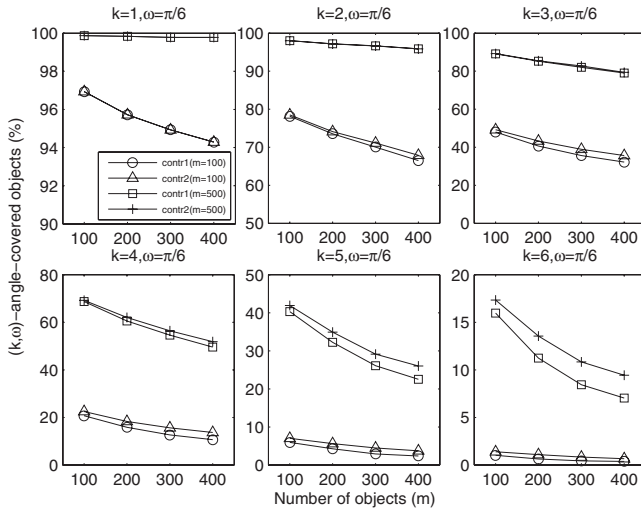 k=1,ω=π/6
k=2,ω=π/6
k=3,ω=π/6
100
98
96
94
92
90
100 200 300 400
contr1(m=100)
contr2(m=100)
contr1(m=500)
contr2(m=500)
100
90
80
70
60
50
100 200 300 400
100
80
60
40
20
0
100 200 300 400
(k,ω)-angle-covered objects (%)
k=4,ω=π/6
k=5,ω=π/6
k=6,ω=π/6
80
60
40
20
0
100 200 300 400
50
40
30
20
10
0
100 200 300 400
20
15
10
5
0
100 200 300 400
Number of objects (m)